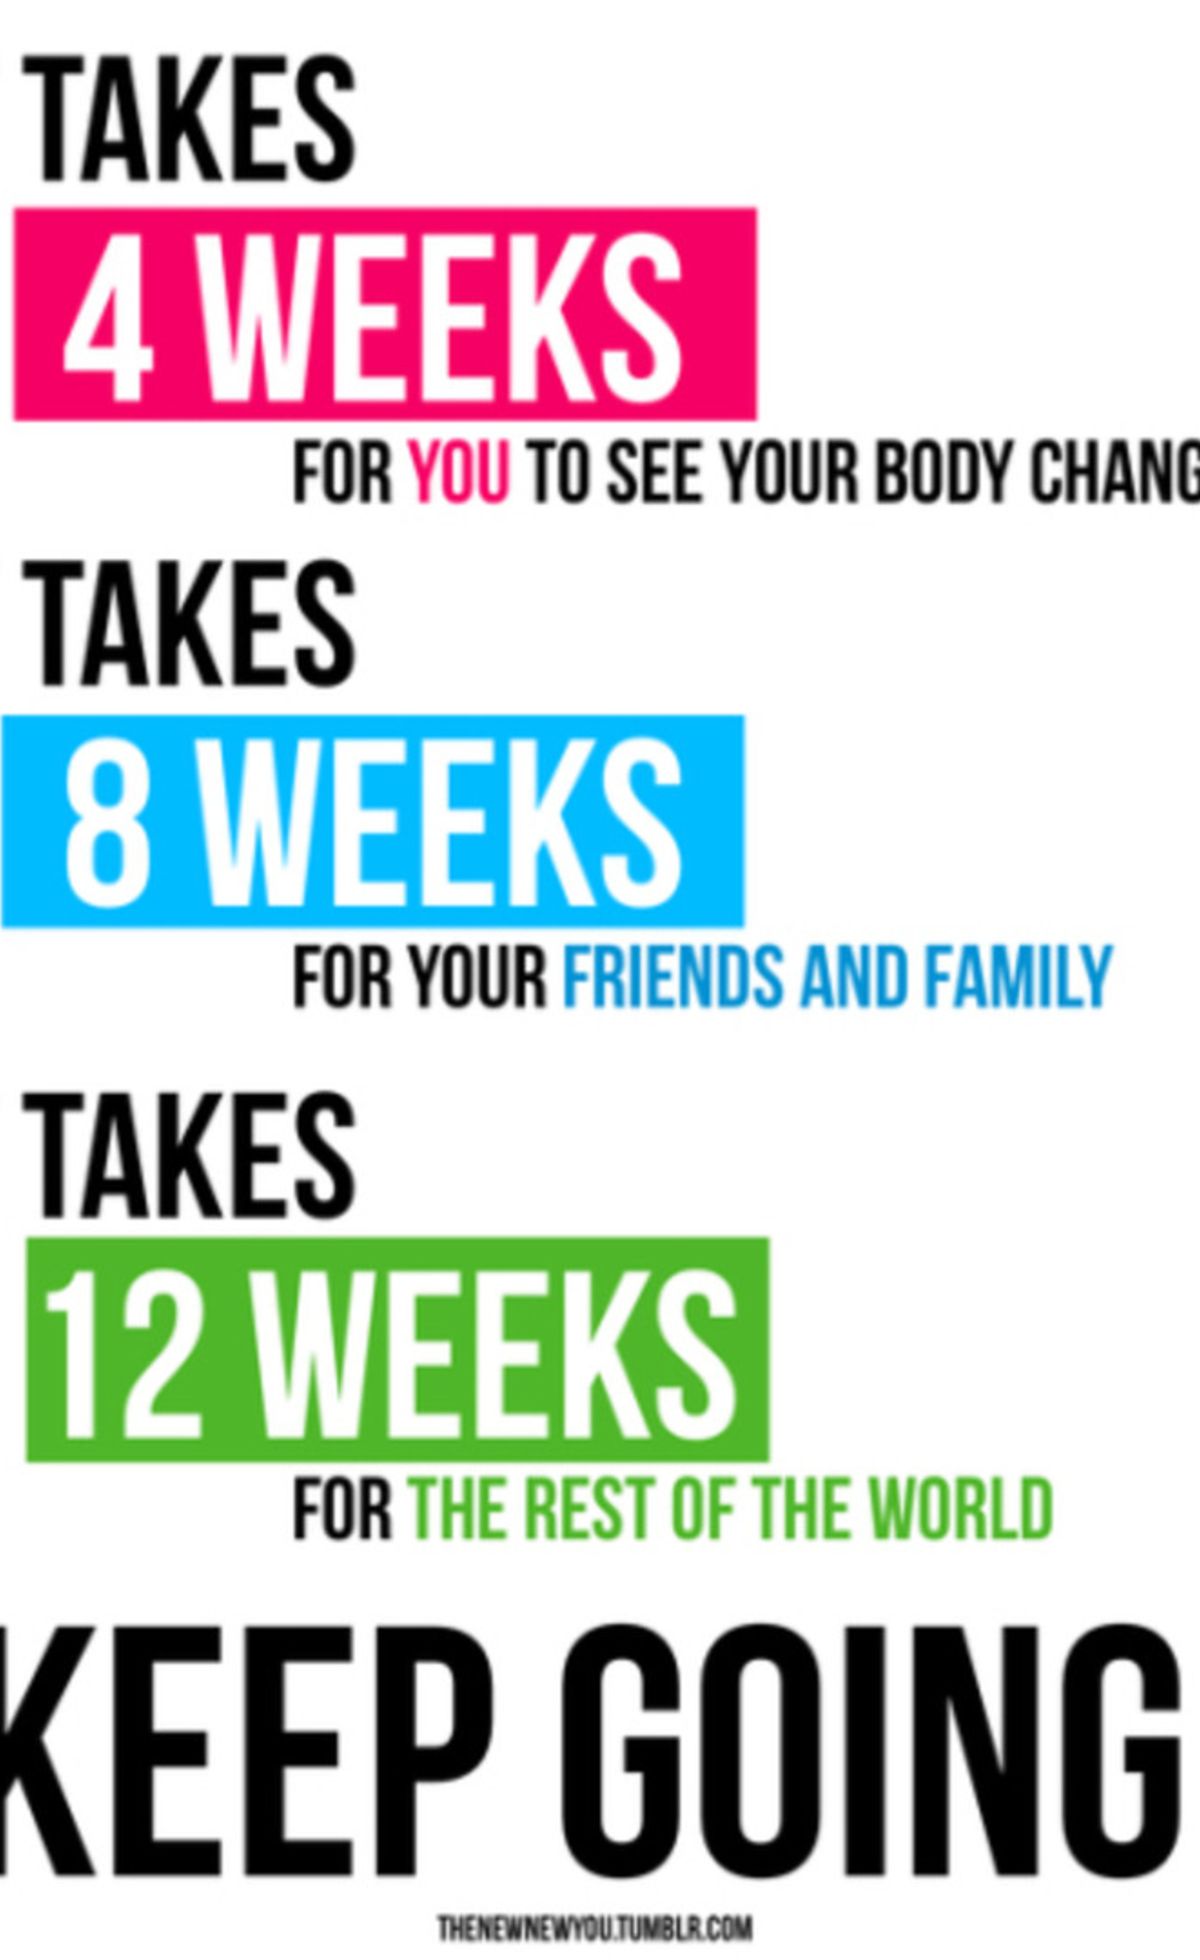 TAKES
4 WEEKS
FOR YOU TO SEE YOUR BODY CHANG
TAKES
8 WEEKS
FOR YOUR FRIENDS AND FAMILY
TAKES
12 WEEKS
FOR THE REST OF THE WORLD
KEEP GOING
THENEWNEWYOU.TUMBLR.COM